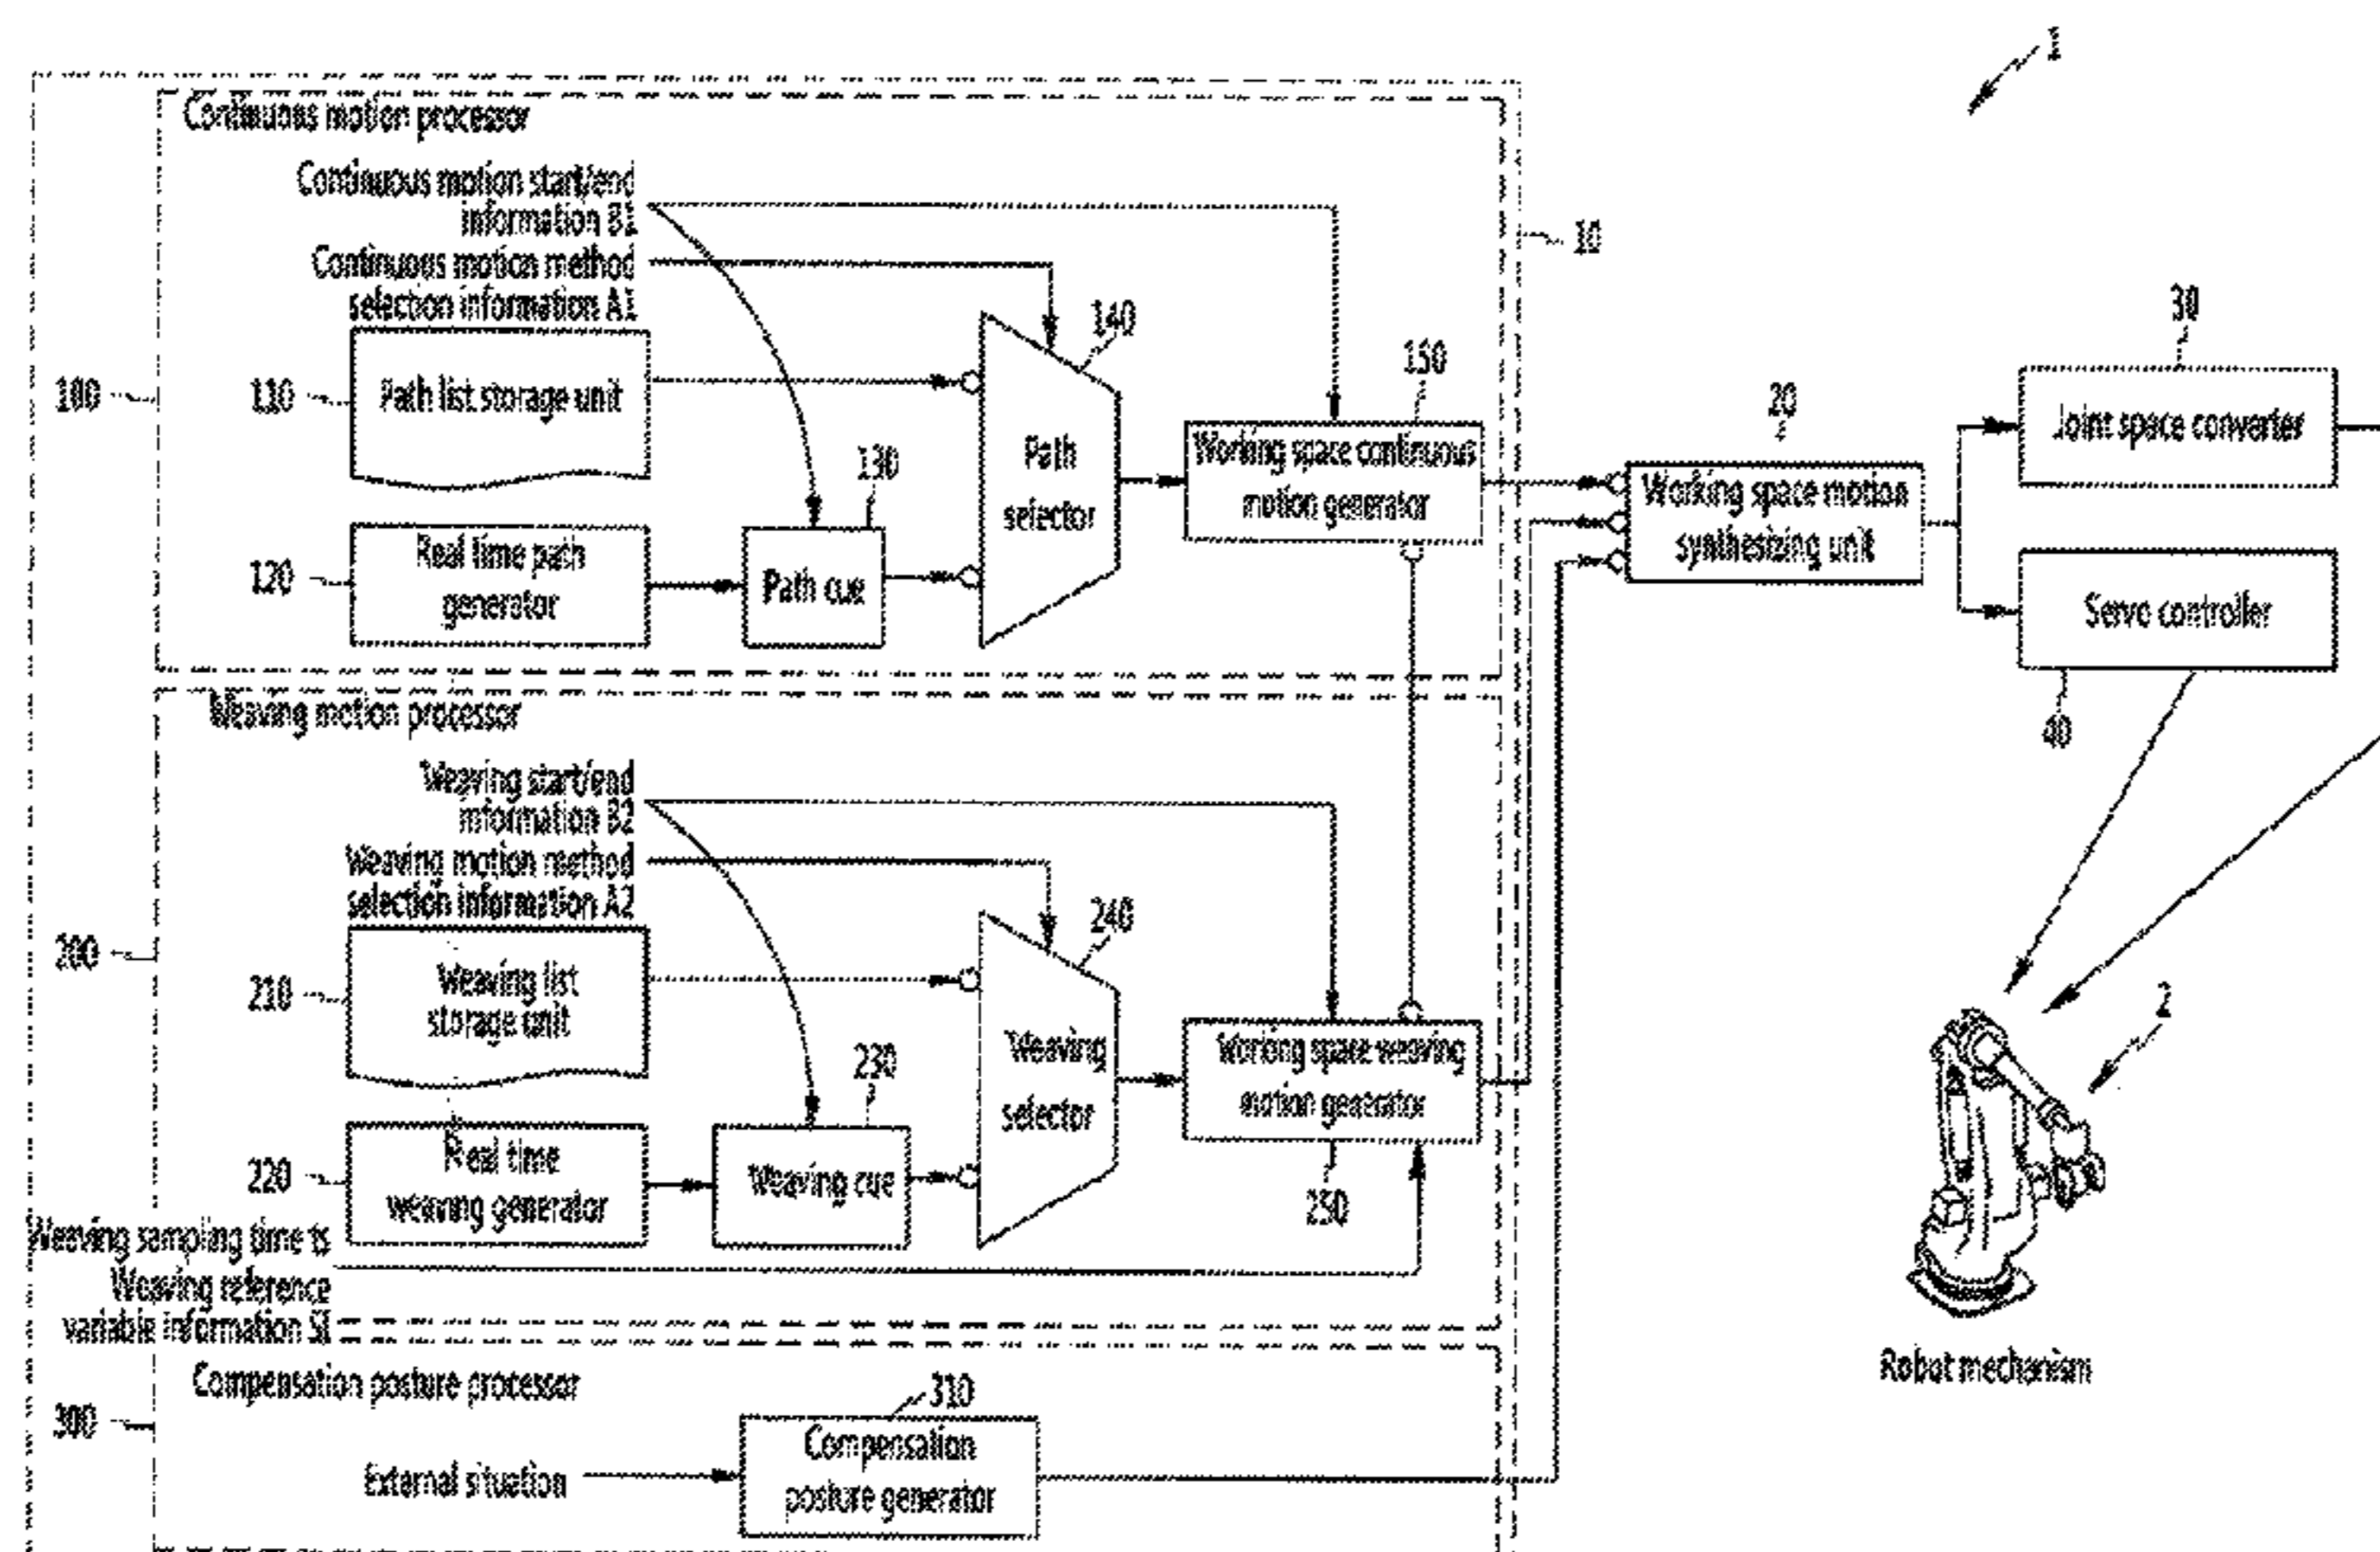 1
Continuous motion processor
Continuous motion start/end
information B1
Continuous motion method
selection information A1
10
100
110
Path list storage unit
120
Real time path
generator
130
Path cue
140
Path
selector
150
Working space continuous
motion generator
20
Working space motion
synthesizing unit
30
Joint space converter
Servo controller
40
Weaving motion processor
Weaving start/end
information B2
Weaving motion method
selection information A2
200
210
Weaving list
storage unit
220
Real time
weaving generator
230
Weaving cue
240
Weaving
selector
Working space weaving
motion generator
250
2
Robot mechanism
Weaving sampling time ts
Weaving reference
variable information SI
Compensation posture processor
300
External situation
310
Compensation
posture generator